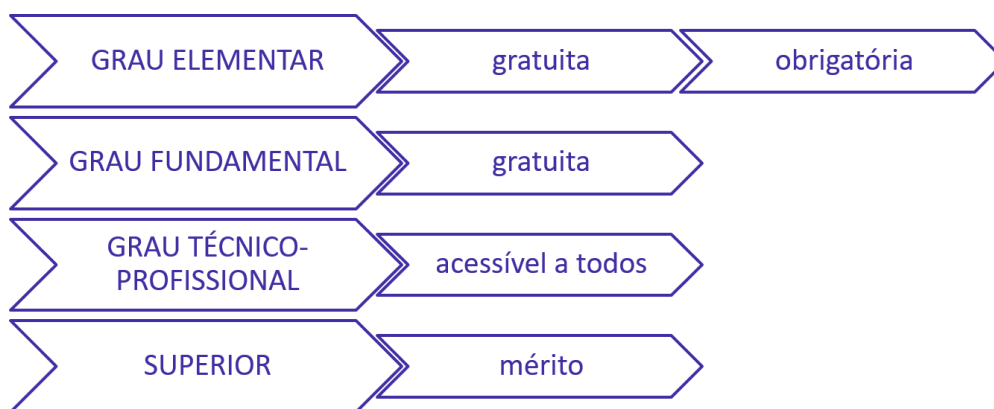 GRAU ELEMENTAR
gratuita
obrigatória
GRAU FUNDAMENTAL
gratuita
GRAU TÉCNICO-
PROFISSIONAL
acessível a todos
SUPERIOR
mérito